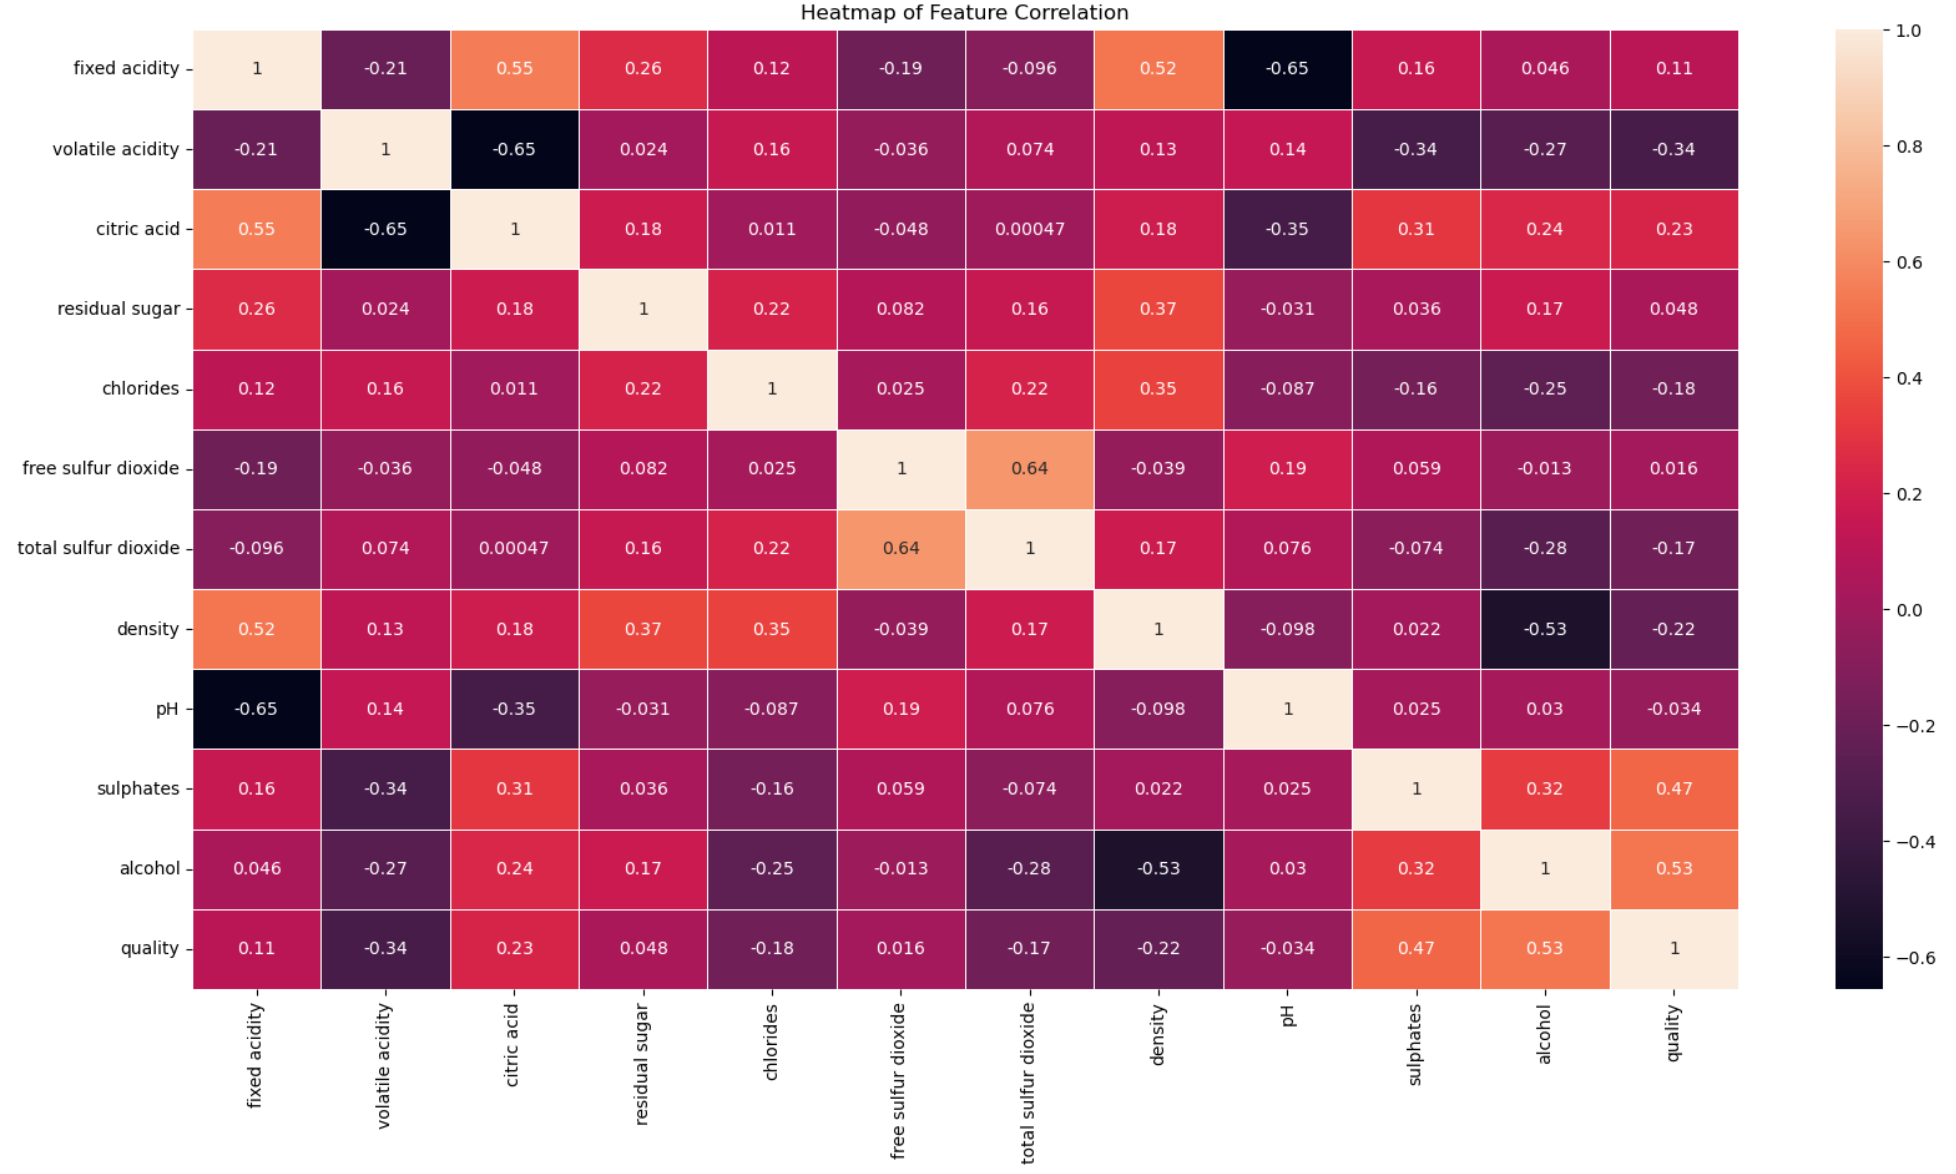 Heatmap of Feature Correlation
fixed acidity 1 -0.21 0.55 0.26 0.12 -0.19 -0.096 0.52 -0.65 0.16 0.046 0.11
volatile acidity -0.21 1 -0.65 0.024 0.16 -0.036 0.074 0.13 0.14 -0.34 -0.27 -0.34
citric acid 0.55 -0.65 1 0.18 0.011 -0.048 0.00047 0.18 -0.35 0.31 0.24 0.23
residual sugar 0.26 0.024 0.18 1 0.22 0.082 0.16 0.37 -0.031 0.036 0.17 0.048
chlorides 0.12 0.16 0.011 0.22 1 0.025 0.22 0.35 -0.087 -0.16 -0.25 -0.18
free sulfur dioxide -0.19 -0.036 -0.048 0.082 0.025 1 0.64 -0.039 0.19 0.059 -0.013 0.016
total sulfur dioxide -0.096 0.074 0.00047 0.16 0.22 0.64 1 0.17 0.076 -0.074 -0.28 -0.17
density 0.52 0.13 0.18 0.37 0.35 -0.039 0.17 1 -0.098 0.022 -0.53 -0.22
pH -0.65 0.14 -0.35 -0.031 -0.087 0.19 0.076 -0.098 1 0.025 0.03 -0.034
sulphates 0.16 -0.34 0.31 0.036 -0.16 0.059 -0.074 0.022 0.025 1 0.32 0.47
alcohol 0.046 -0.27 0.24 0.17 -0.25 -0.013 -0.28 -0.53 0.03 0.32 1 0.53
quality 0.11 -0.34 0.23 0.048 -0.18 0.016 -0.17 -0.22 -0.034 0.47 0.53 1
fixed acidity
volatile acidity
citric acid
residual sugar
chlorides
free sulfur dioxide
total sulfur dioxide
density
pH
sulphates
alcohol
quality
1.0
0.8
0.6
0.4
0.2
0.0
−0.2
−0.4
−0.6